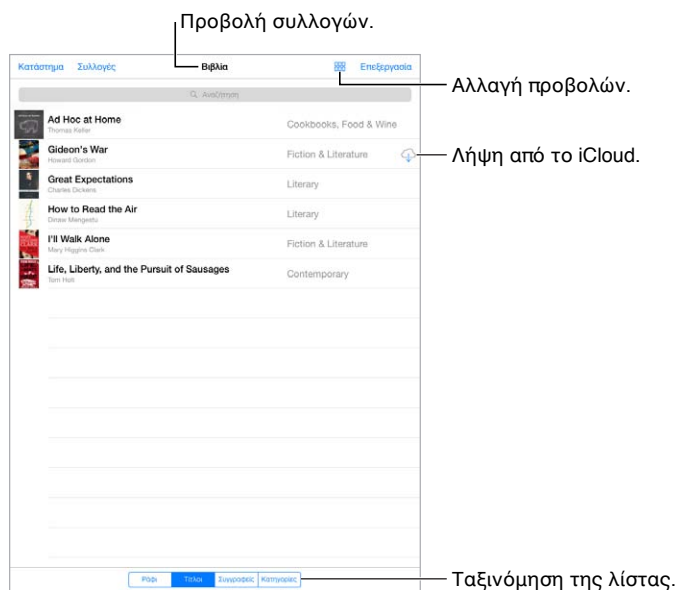 Προβολή συλλογών.
Κατάστημα Συλλογές Βιβλία Επεξεργασία
Αλλαγή προβολών.
Αναζήτηση
Ad Hoc at Home
Thomas Keller
Cookbooks, Food & Wine
Gideon's War
Howard Gordon
Fiction & Literature
Λήψη από το iCloud.
Great Expectations
Charles Dickens
Literary
How to Read the Air
Dinaw Mengestu
Literary
I'll Walk Alone
Mary Higgins Clark
Fiction & Literature
Life, Liberty, and the Pursuit of Sausages
Tom Holt
Contemporary
Ράφι Τίτλοι Συγγραφείς Κατηγορίες
Ταξινόμηση της λίστας.